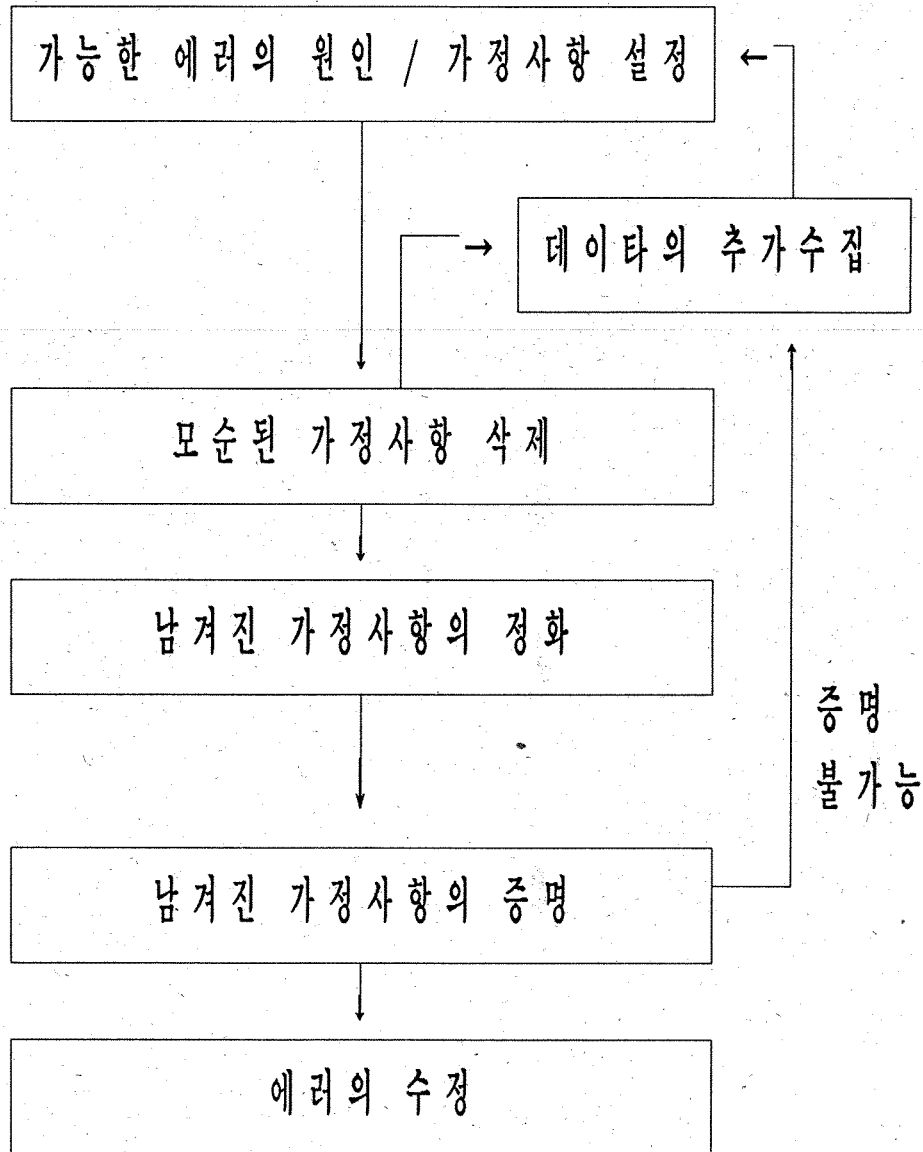 가능한 에러의 원인 / 가정사항 설정
←
→ 데이타의 추가수집
모순된 가정사항 삭제
남겨진 가정사항의 정화
증명
불가능
남겨진 가정사항의 증명
에러의 수정